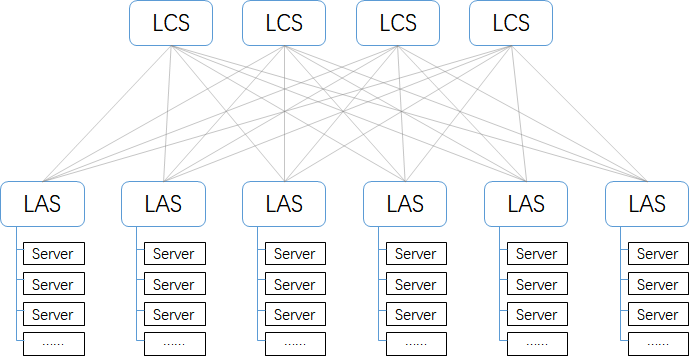 LCS LCS LCS LCS
LAS LAS LAS LAS LAS LAS
Server Server Server Server Server Server
Server Server Server Server Server Server
Server Server Server Server Server Server
...... ...... ...... ...... ...... ......